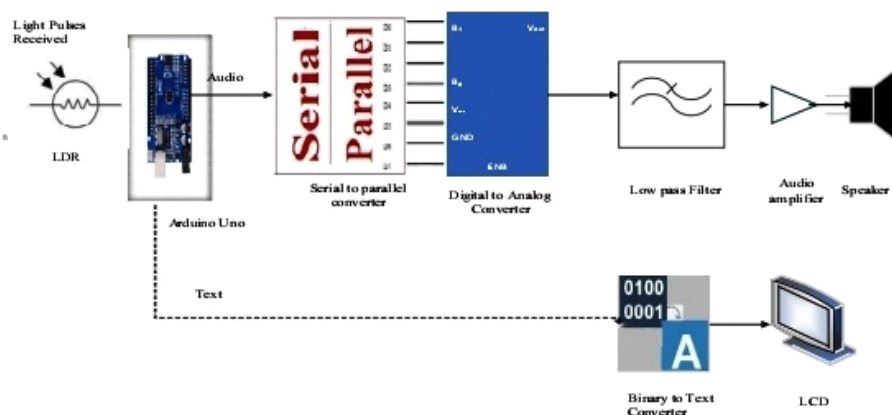 Light Pulses
Received
LDR
Arduino Uno
Audio
Serial
Parallel
Serial to parallel
converter
GND
ENB
Digital to Analog
Converter
Low pass Filter
Audio
amplifier
Speaker
Text
0100
0001
A
Binary to Text
Converter
LCD